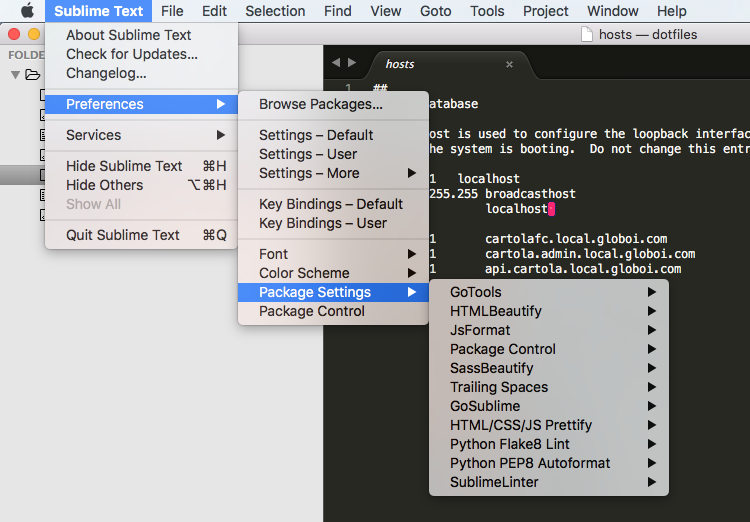 Sublime Text File Edit Selection Find View Goto Tools Project Window Help
hosts — dotfiles
About Sublime Text
Check for Updates...
Changelog...
Preferences
Services
Hide Sublime Text ⌘H
Hide Others ⌥⌘H
Show All
Quit Sublime Text ⌘Q
Browse Packages...
Settings – Default
Settings – User
Settings – More
Key Bindings – Default
Key Bindings – User
Font
Color Scheme
Package Settings
Package Control
GoTools
HTMLBeautify
JsFormat
Package Control
SassBeautify
Trailing Spaces
GoSublime
HTML/CSS/JS Prettify
Python Flake8 Lint
Python PEP8 Autoformat
SublimeLinter
FOLDE
hosts ×
1 ##
atabase
ost is used to configure the loopback interfac
he system is booting. Do not change this entr
1 localhost
255.255 broadcasthost
localhost
1 cartolafc.local.globoi.com
1 cartola.admin.local.globoi.com
1 api.cartola.local.globoi.com